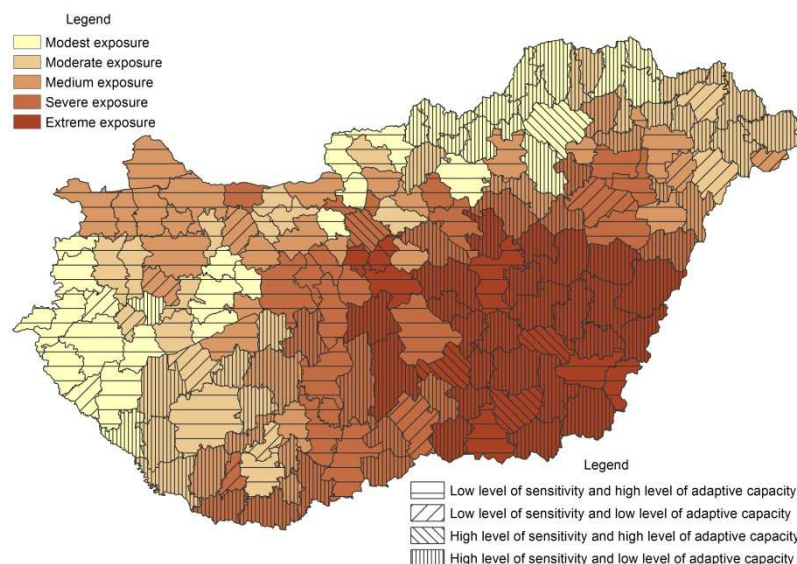 Legend
Modest exposure
Moderate exposure
Medium exposure
Severe exposure
Extreme exposure
Legend
Low level of sensitivity and high level of adaptive capacity
Low level of sensitivity and low level of adaptive capacity
High level of sensitivity and high level of adaptive capacity
High level of sensitivity and low level of adaptive capacity